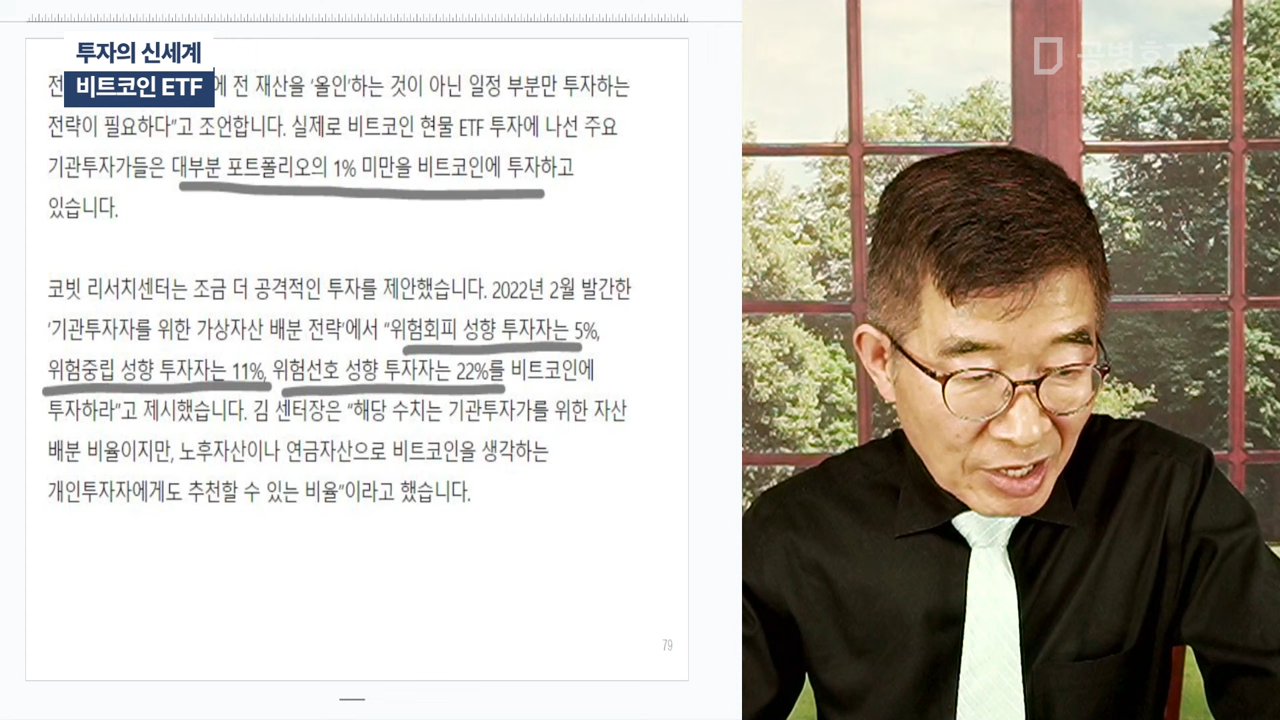 투자의 신세계
비트코인 ETF
전 에 전 재산을 ‘올인’하는 것이 아닌 일정 부분만 투자하는
전략이 필요하다”고 조언합니다. 실제로 비트코인 현물 ETF 투자에 나선 주요
기관투자가들은 대부분 포트폴리오의 1% 미만을 비트코인에 투자하고
있습니다.
코빗 리서치센터는 조금 더 공격적인 투자를 제안했습니다. 2022년 2월 발간한
‘기관투자자를 위한 가상자산 배분 전략’에서 “위험회피 성향 투자자는 5%,
위험중립 성향 투자자는 11%, 위험선호 성향 투자자는 22%를 비트코인에
투자하라”고 제시했습니다. 김 센터장은 “해당 수치는 기관투자가를 위한 자산
배분 비율이지만, 노후자산이나 연금자산으로 비트코인을 생각하는
개인투자자에게도 추천할 수 있는 비율”이라고 했습니다.
79